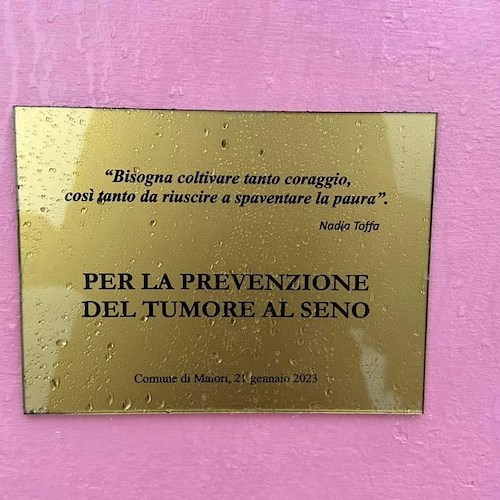 “Bisogna coltivare tanto coraggio,
così tanto da riuscire a spaventare la paura”.
Nadia Toffa
PER LA PREVENZIONE
DEL TUMORE AL SENO
Comune di Maiori, 21 gennaio 2023